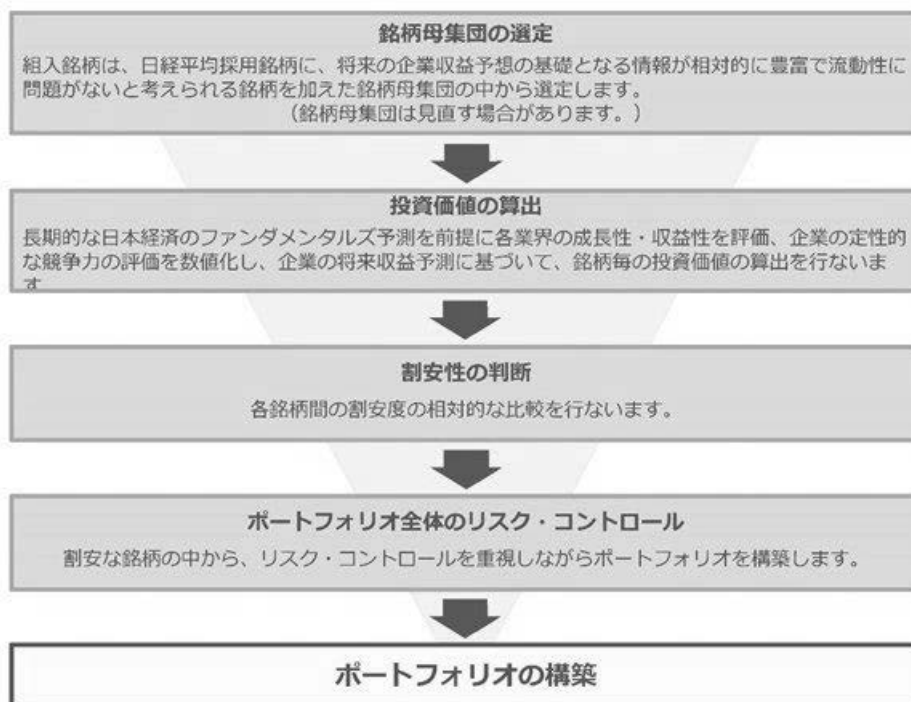 銘柄母集団の選定
組入銘柄は、日経平均採用銘柄に、将来の企業収益予想の基礎となる情報が相対的に豊富で流動性に
問題がないと考えられる銘柄を加えた銘柄母集団の中から選定します。
（銘柄母集団は見直す場合があります。）
投資価値の算出
長期的な日本経済のファンダメンタルズ予測を前提に各業界の成長性・収益性を評価、企業の定性的
な競争力の評価を数値化し、企業の将来収益予測に基づいて、銘柄毎の投資価値の算出を行ないま
す
割安性の判断
各銘柄間の割安度の相対的な比較を行ないます。
ポートフォリオ全体のリスク・コントロール
割安な銘柄の中から、リスク・コントロールを重視しながらポートフォリオを構築します。
ポートフォリオの構築